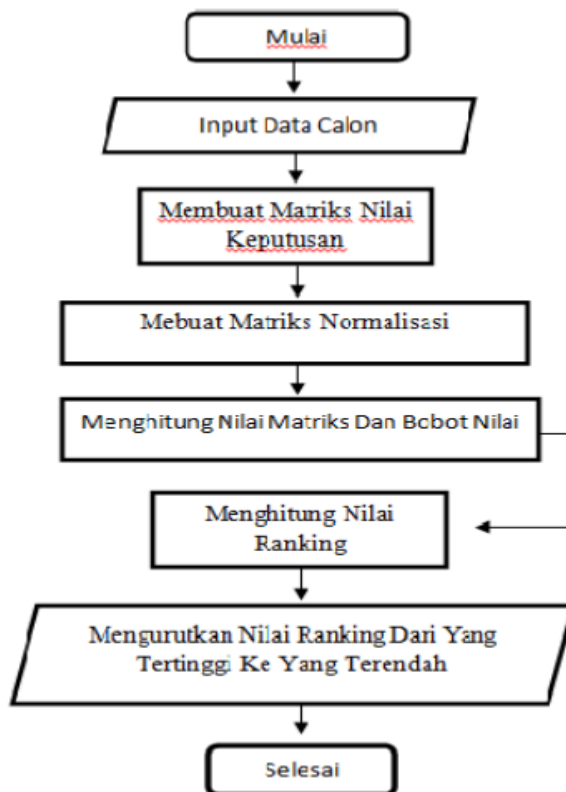 Mulai
Input Data Calon
Membuat Matriks Nilai
Keputusan
Mebuat Matriks Normalisasi
Menghitung Nilai Matriks Dan Bobot Nilai
Menghitung Nilai
Ranking
Mengurutkan Nilai Ranking Dari Yang
Tertinggi Ke Yang Terendah
Selesai